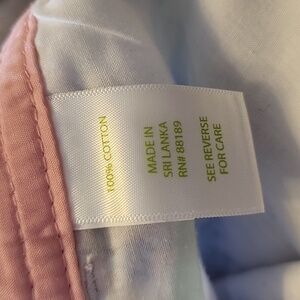 100% COTTON
MADE IN
SRI LANKA
RN# 88189
SEE REVERSE
FOR CARE